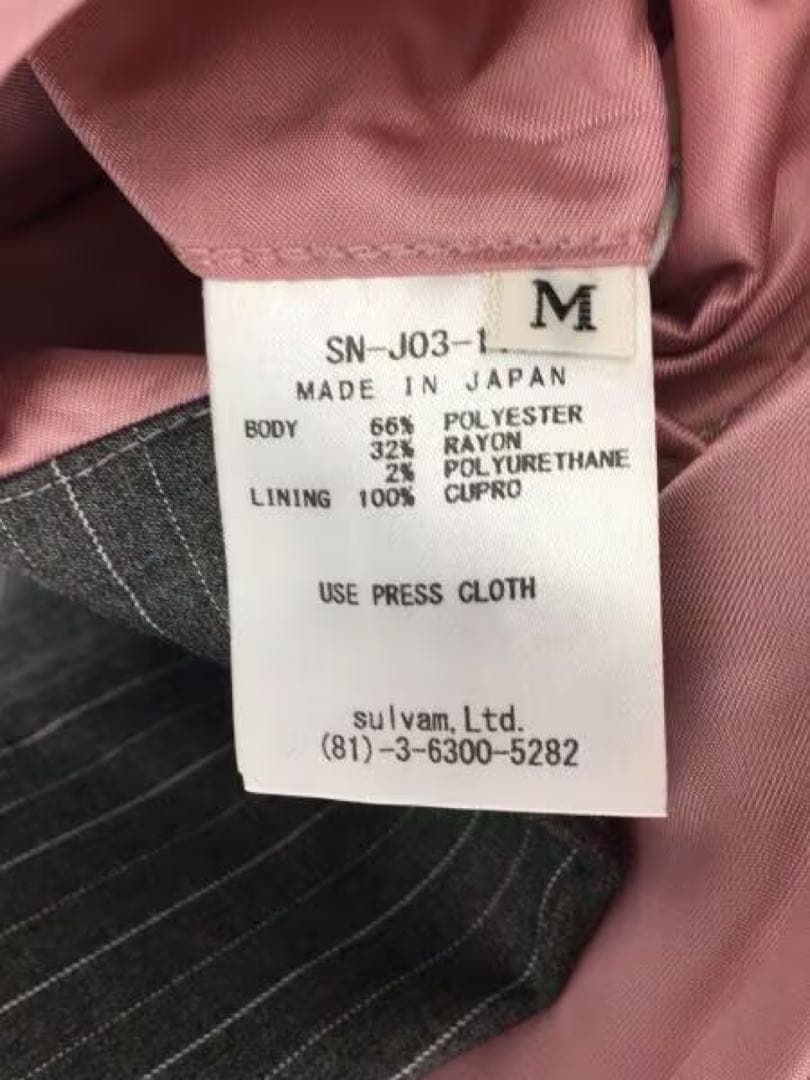 M
SN-J03-1
MADE IN JAPAN
BODY 66% POLYESTER
32% RAYON
2% POLYURETHANE
LINING 100% CUPRO
USE PRESS CLOTH
sulvam, Ltd.
(81)-3-6300-5282